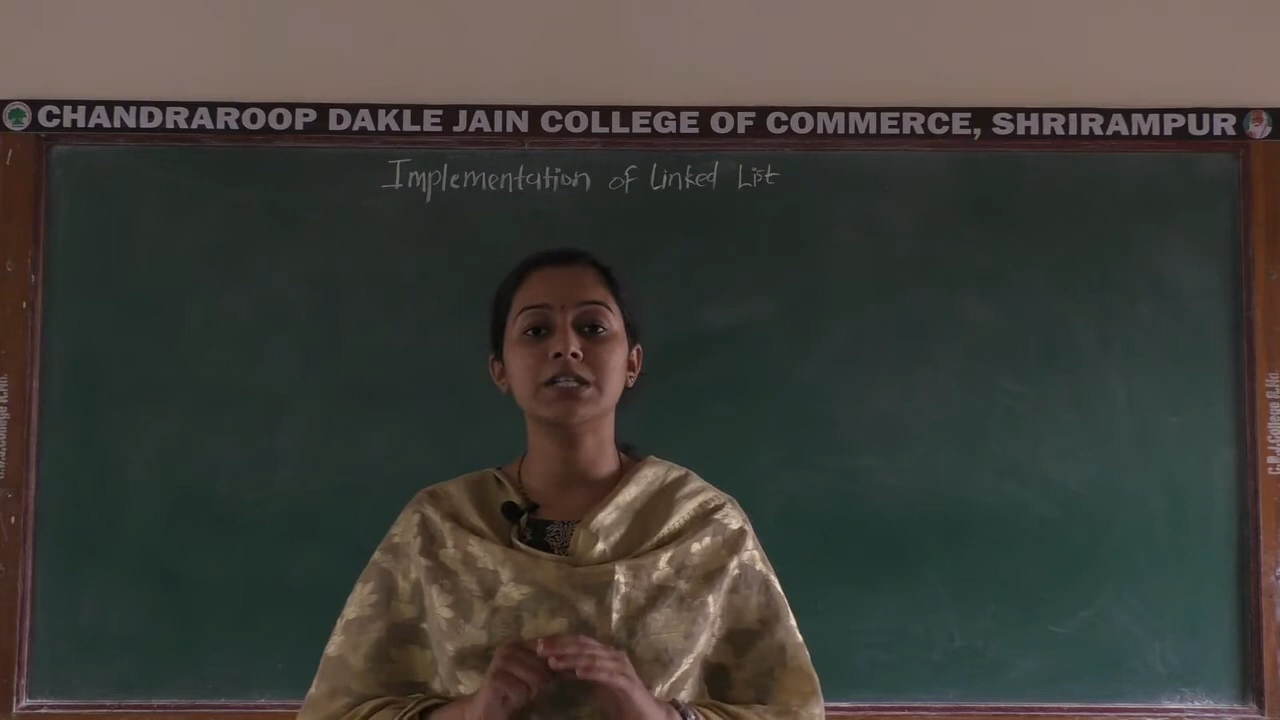 CHANDRAROOP DAKLE JAIN COLLEGE OF COMMERCE, SHRIRAMPUR
Implementation of Linked List